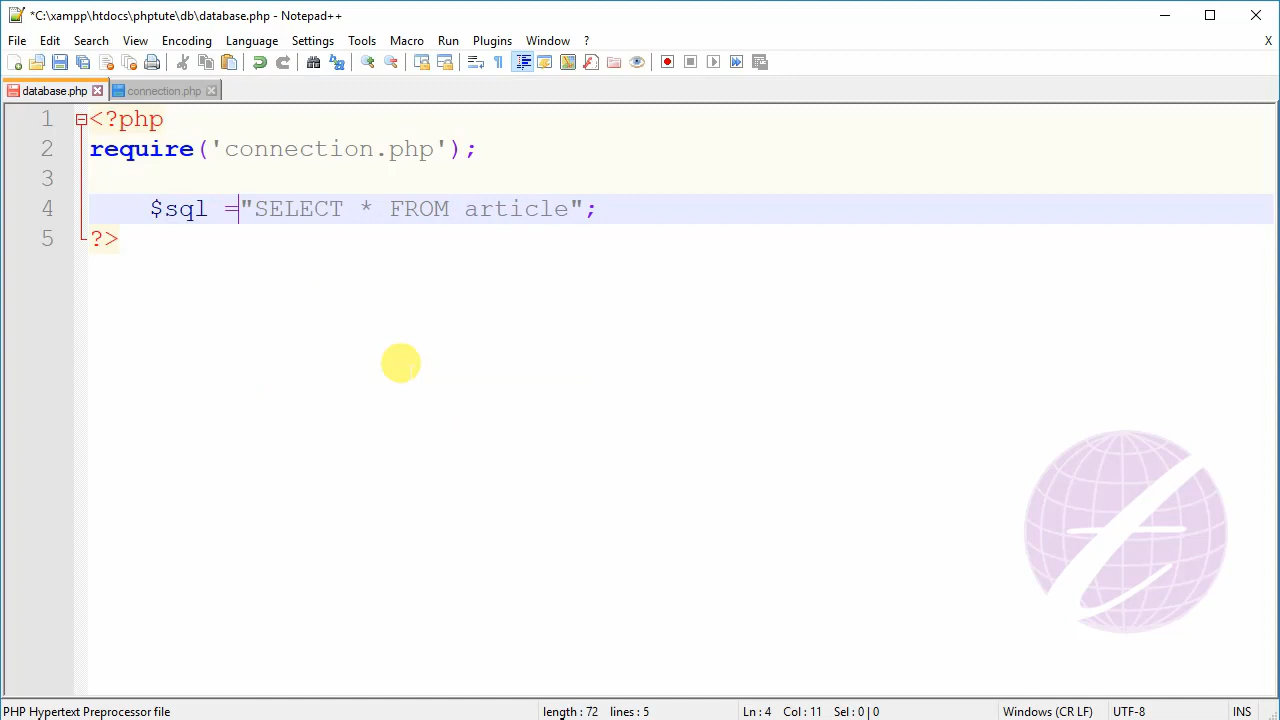 *C:\xampp\htdocs\phptute\db\database.php - Notepad++
File Edit Search View Encoding Language Settings Tools Macro Run Plugins Window ? X
database.php connection.php
1 <?php
2 require('connection.php');
3
4 $sql ="SELECT * FROM article";
5 ?>
PHP Hypertext Preprocessor file length : 72 lines : 5 Ln : 4 Col : 11 Sel : 0 | 0 Windows (CR LF) UTF-8 INS